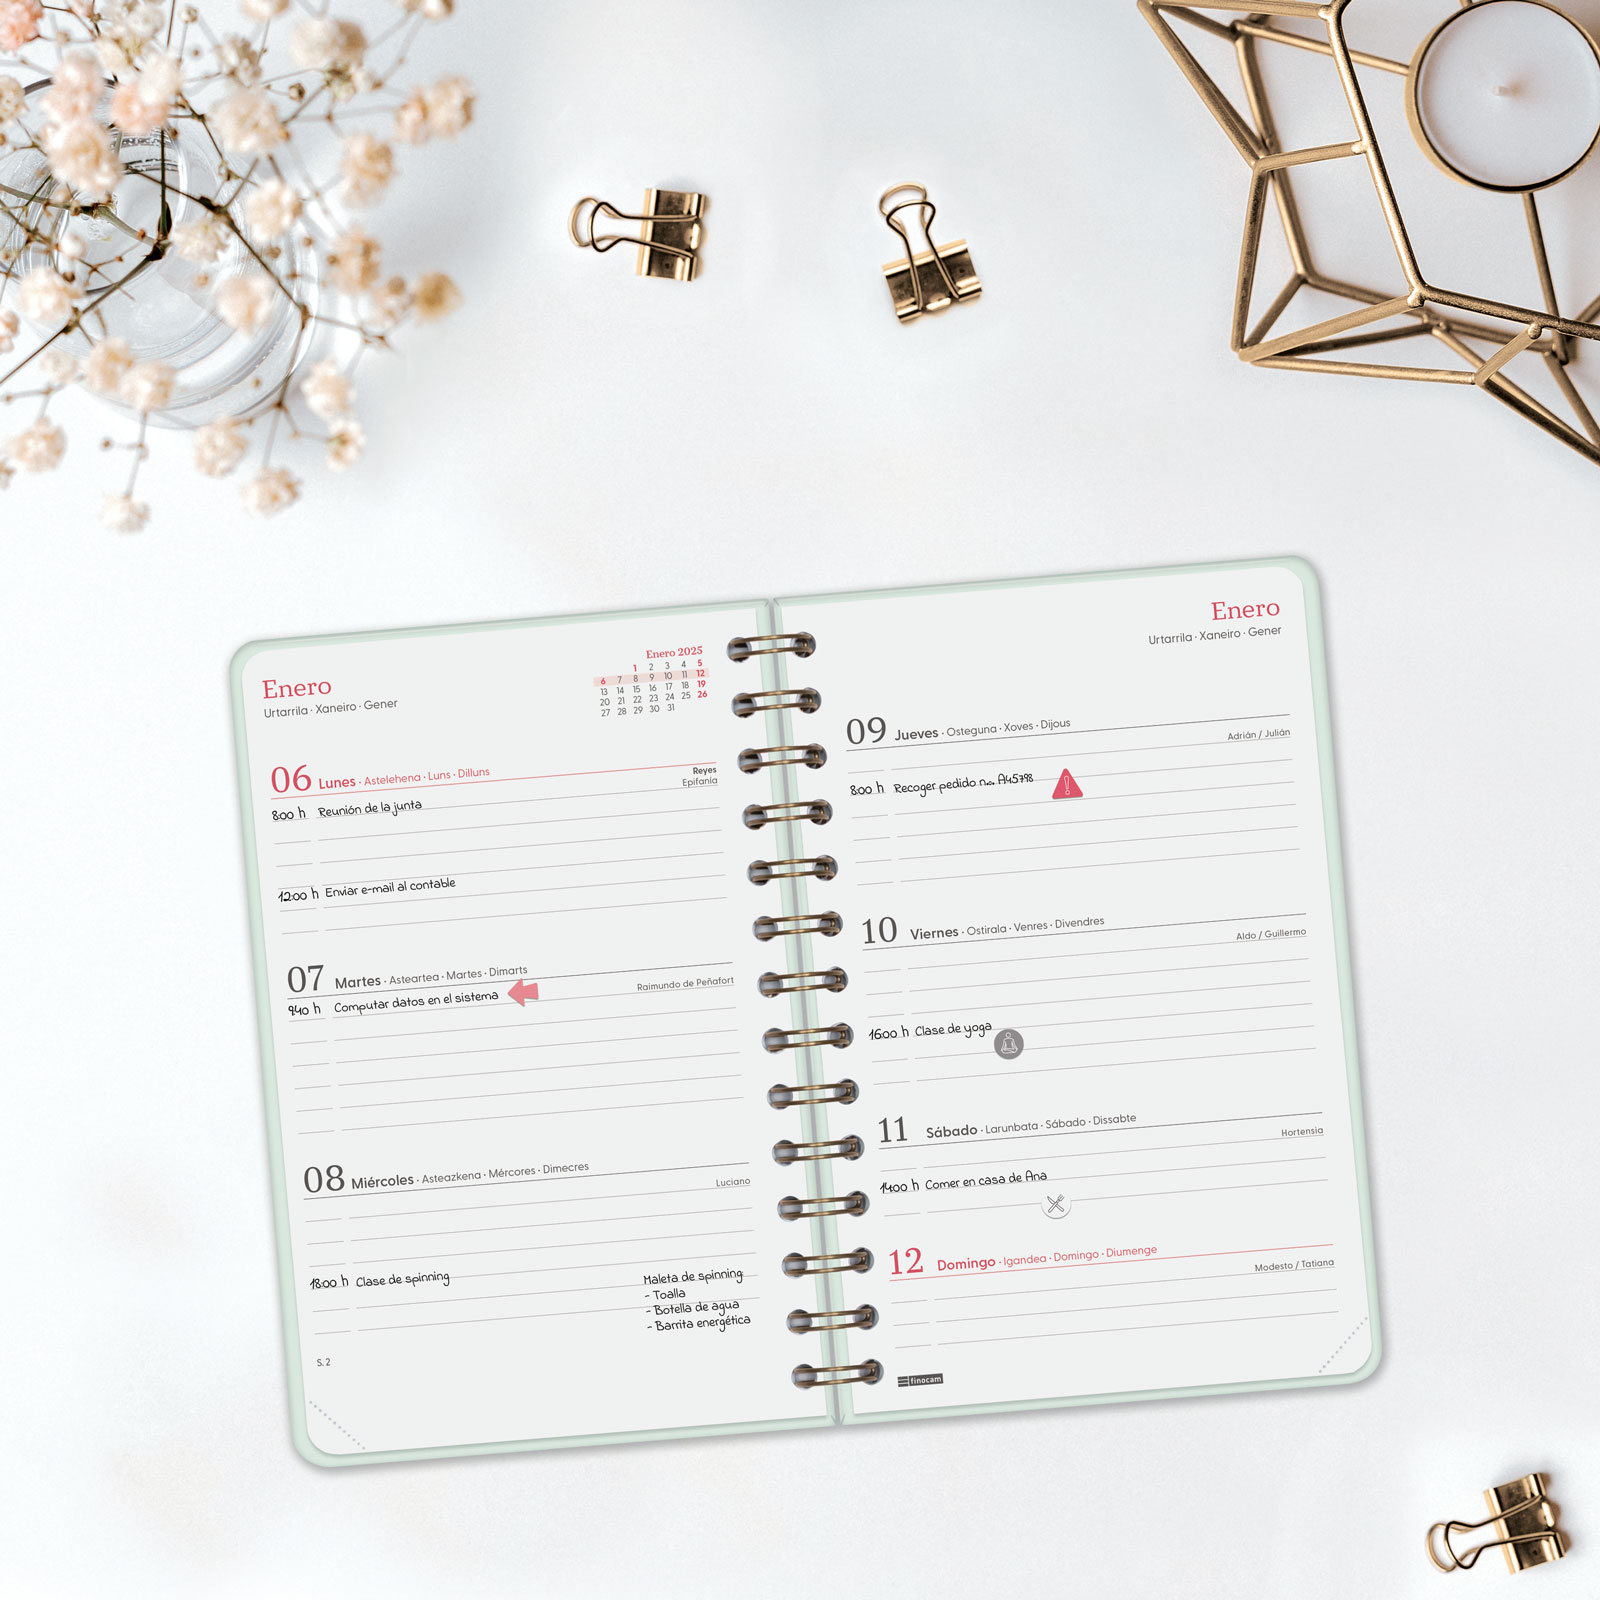 Enero
Urtarrila · Xaneiro · Gener
Enero 2025
1 2 3 4 5
6 7 8 9 10 11 12
13 14 15 16 17 18 19
20 21 22 23 24 25 26
27 28 29 30 31
06 Lunes · Astelehena · Luns · Dilluns
Reyes
Epifanía
8:00 h Reunión de la junta
12:00 h Enviar e-mail al contable
07 Martes · Asteartea · Martes · Dimarts
Raimundo de Peñafort
9:40 h Computar datos en el sistema
08 Miércoles · Asteazkena · Mércores · Dimecres
Luciano
18:00 h Clase de spinning
Maleta de spinning:
- Toalla
- Botella de agua
- Barrita energética
S. 2
Enero
Urtarrila · Xaneiro · Gener
09 Jueves · Osteguna · Xoves · Dijous
Adrián / Julián
8:00 h Recoger pedido n... A45798
10 Viernes · Ostirala · Venres · Divendres
Aldo / Guillermo
16:00 h Clase de yoga
11 Sábado · Larunbata · Sábado · Dissabte
Hortensia
14:00 h Comer en casa de Ana
12 Domingo · Igandea · Domingo · Diumenge
Modesto / Tatiana
finocam